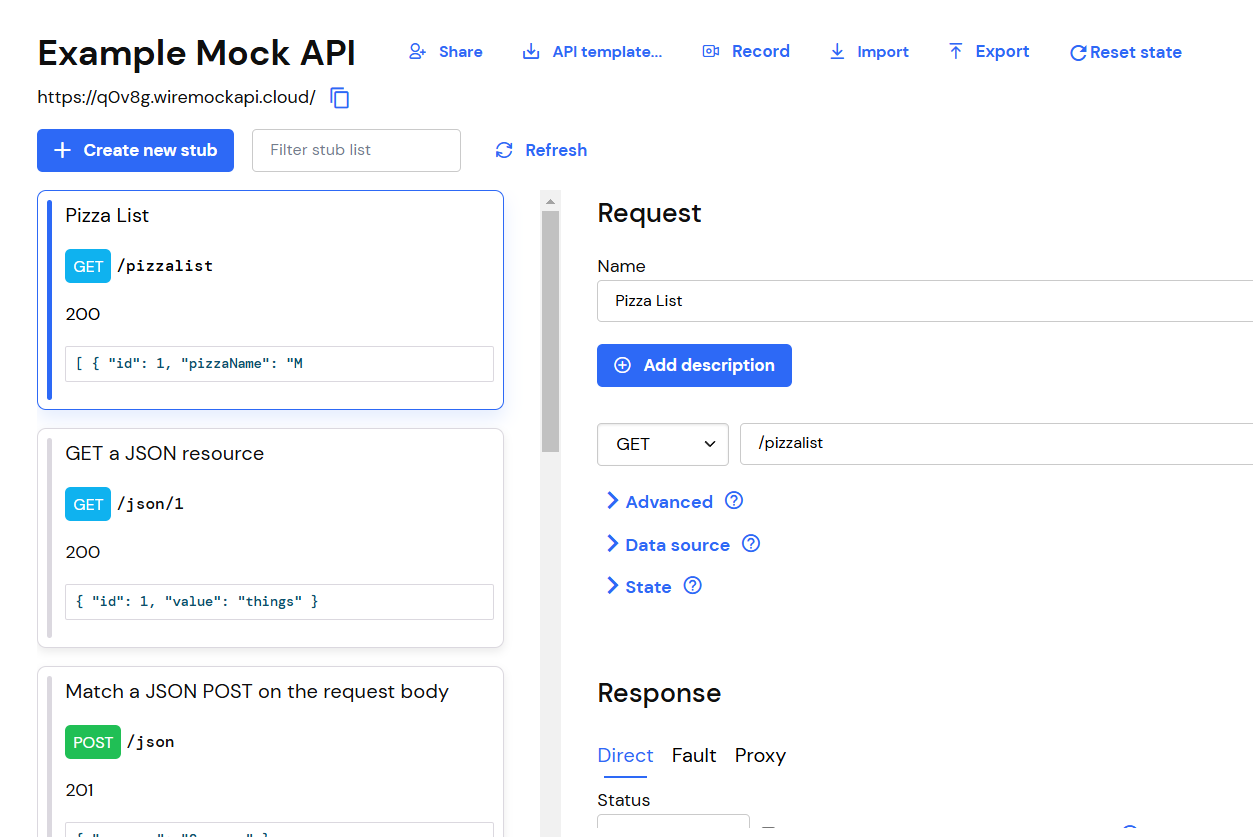 Example Mock API
Share
API template...
Record
Import
Export
Reset state
https://q0v8g.wiremockapi.cloud/
Create new stub
Filter stub list
Refresh
Pizza List
GET /pizzalist
200
[ { "id": 1, "pizzaName": "M
GET a JSON resource
GET /json/1
200
{ "id": 1, "value": "things" }
Match a JSON POST on the request body
POST /json
201
Request
Name
Pizza List
Add description
GET
/pizzalist
Advanced
Data source
State
Response
Direct Fault Proxy
Status